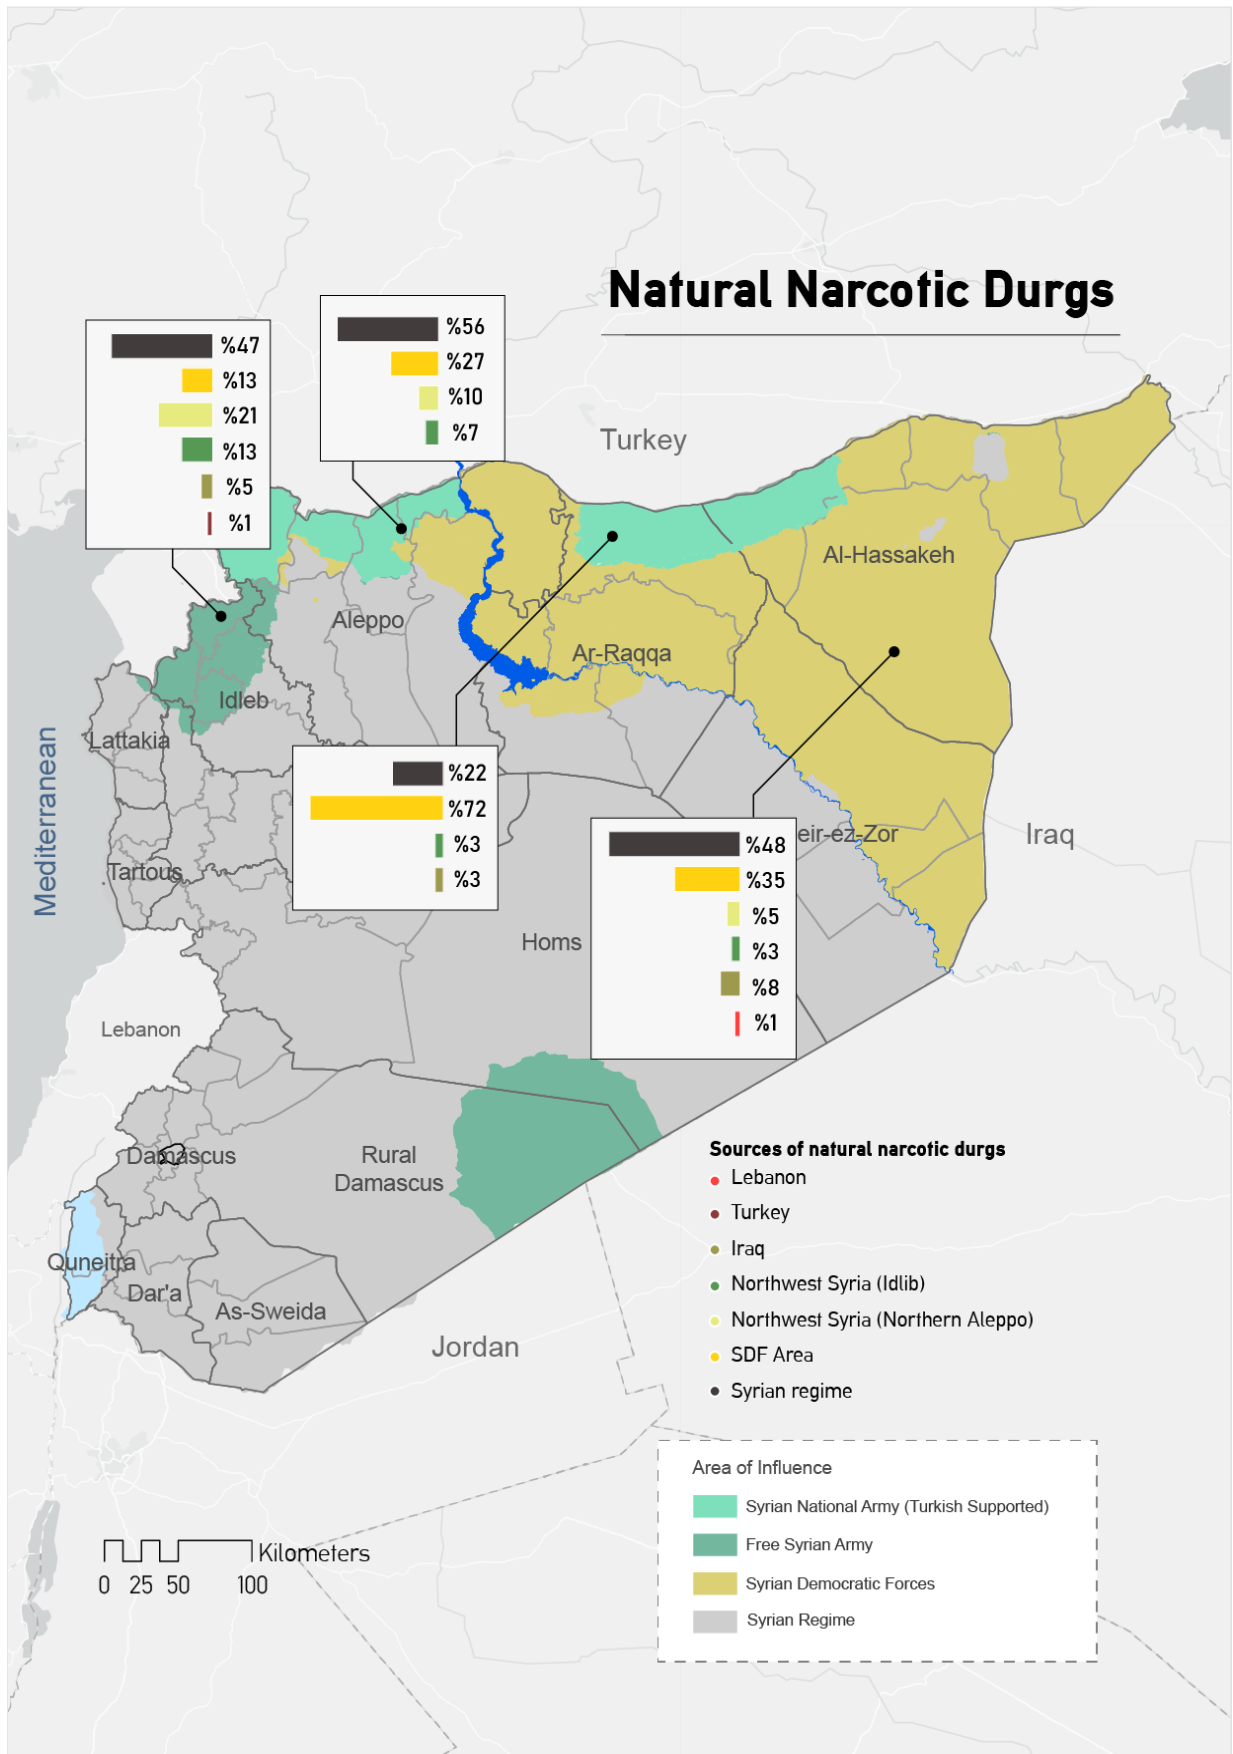 Natural Narcotic Durgs
%47
%13
%21
%13
%5
%1
%56
%27
%10
%7
Turkey
Al-Hassakeh
Aleppo
Ar-Raqqa
Idleb
Lattakia
Mediterranean
%22
%72
%3
%3
%48
%35
%5
%3
%8
%1
eir-ez-Zor
Iraq
Tartous
Homs
Lebanon
Damascus
Rural
Damascus
Quneitra
Dar'a
As-Sweida
Jordan
Sources of natural narcotic durgs
Lebanon
Turkey
Iraq
Northwest Syria (Idlib)
Northwest Syria (Northern Aleppo)
SDF Area
Syrian regime
Area of Influence
Syrian National Army (Turkish Supported)
Free Syrian Army
Syrian Democratic Forces
Syrian Regime
Kilometers
0 25 50 100